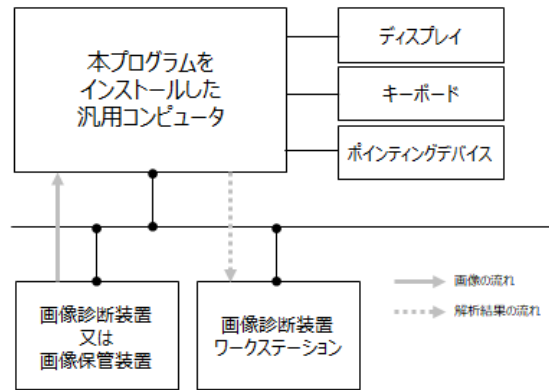 本プログラムを
インストールした
汎用コンピュータ
ディスプレイ
キーボード
ポインティングデバイス
画像診断装置
又は
画像保管装置
画像診断装置
ワークステーション
画像の流れ
解析結果の流れ